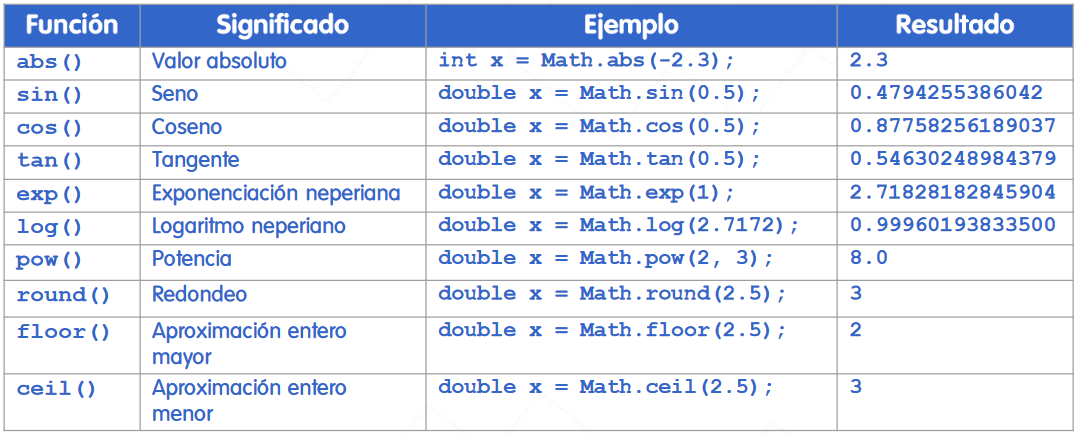 Función Significado Ejemplo Resultado
abs() Valor absoluto int x = Math.abs(-2.3); 2.3
sin() Seno double x = Math.sin(0.5); 0.4794255386042
cos() Coseno double x = Math.cos(0.5); 0.87758256189037
tan() Tangente double x = Math.tan(0.5); 0.54630248984379
exp() Exponenciación neperiana double x = Math.exp(1); 2.71828182845904
log() Logaritmo neperiano double x = Math.log(2.7172); 0.99960193833500
pow() Potencia double x = Math.pow(2, 3); 8.0
round() Redondeo double x = Math.round(2.5); 3
floor() Aproximación entero double x = Math.floor(2.5); 2
mayor
ceil() Aproximación entero double x = Math.ceil(2.5); 3
menor